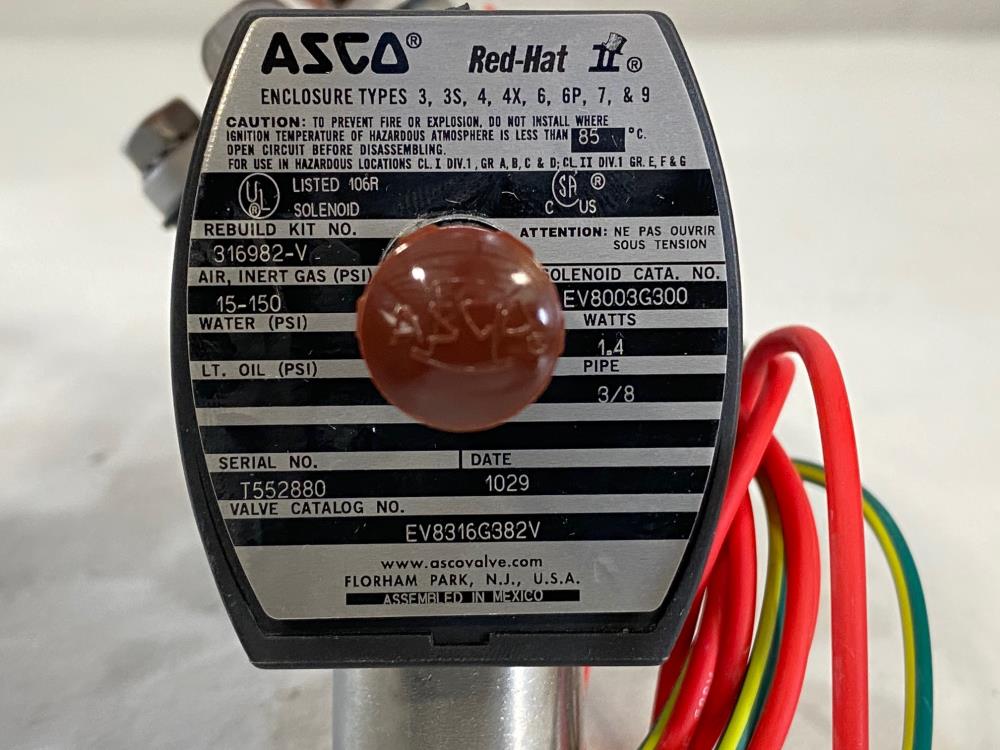 ASCO® Red-Hat II®
ENCLOSURE TYPES 3, 3S, 4, 4X, 6, 6P, 7, & 9
CAUTION: TO PREVENT FIRE OR EXPLOSION, DO NOT INSTALL WHERE
IGNITION TEMPERATURE OF HAZARDOUS ATMOSPHERE IS LESS THAN 85 °C.
OPEN CIRCUIT BEFORE DISASSEMBLING.
FOR USE IN HAZARDOUS LOCATIONS CL. I DIV.1, GR A, B, C & D; CL. II DIV.1 GR. E, F & G
UL® LISTED 106R
SOLENOID
C SA® US
REBUILD KIT NO.
316982-V
ATTENTION: NE PAS OUVRIR
SOUS TENSION
AIR, INERT GAS (PSI)
15-150
SOLENOID CATA. NO.
EV8003G300
WATER (PSI)
WATTS
1.4
LT. OIL (PSI)
PIPE
3/8
ASCO®
SERIAL NO.
T552880
DATE
1029
VALVE CATALOG NO.
EV8316G382V
www.ascovalve.com
FLORHAM PARK, N.J., U.S.A.
ASSEMBLED IN MEXICO